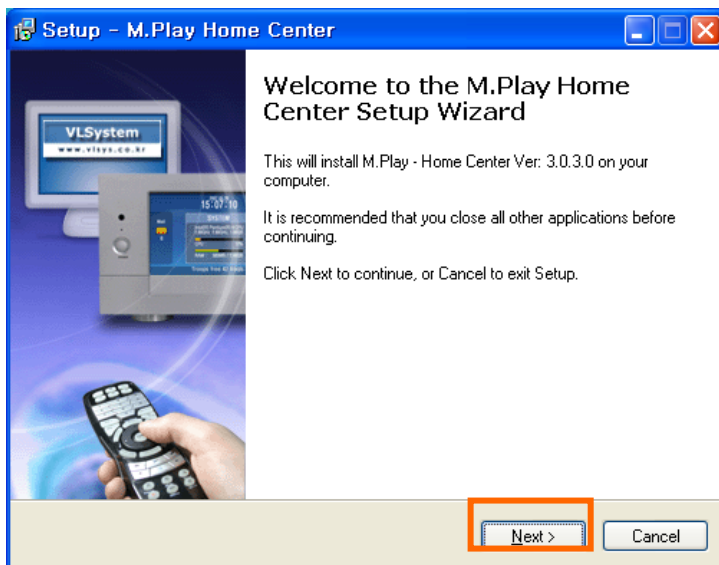 Setup - M.Play Home Center
VLSystem
www.vlsys.co.kr
15:07:10
SYSTEM
Welcome to the M.Play Home
Center Setup Wizard
This will install M.Play - Home Center Ver: 3.0.3.0 on your
computer.
It is recommended that you close all other applications before
continuing.
Click Next to continue, or Cancel to exit Setup.
Next >
Cancel